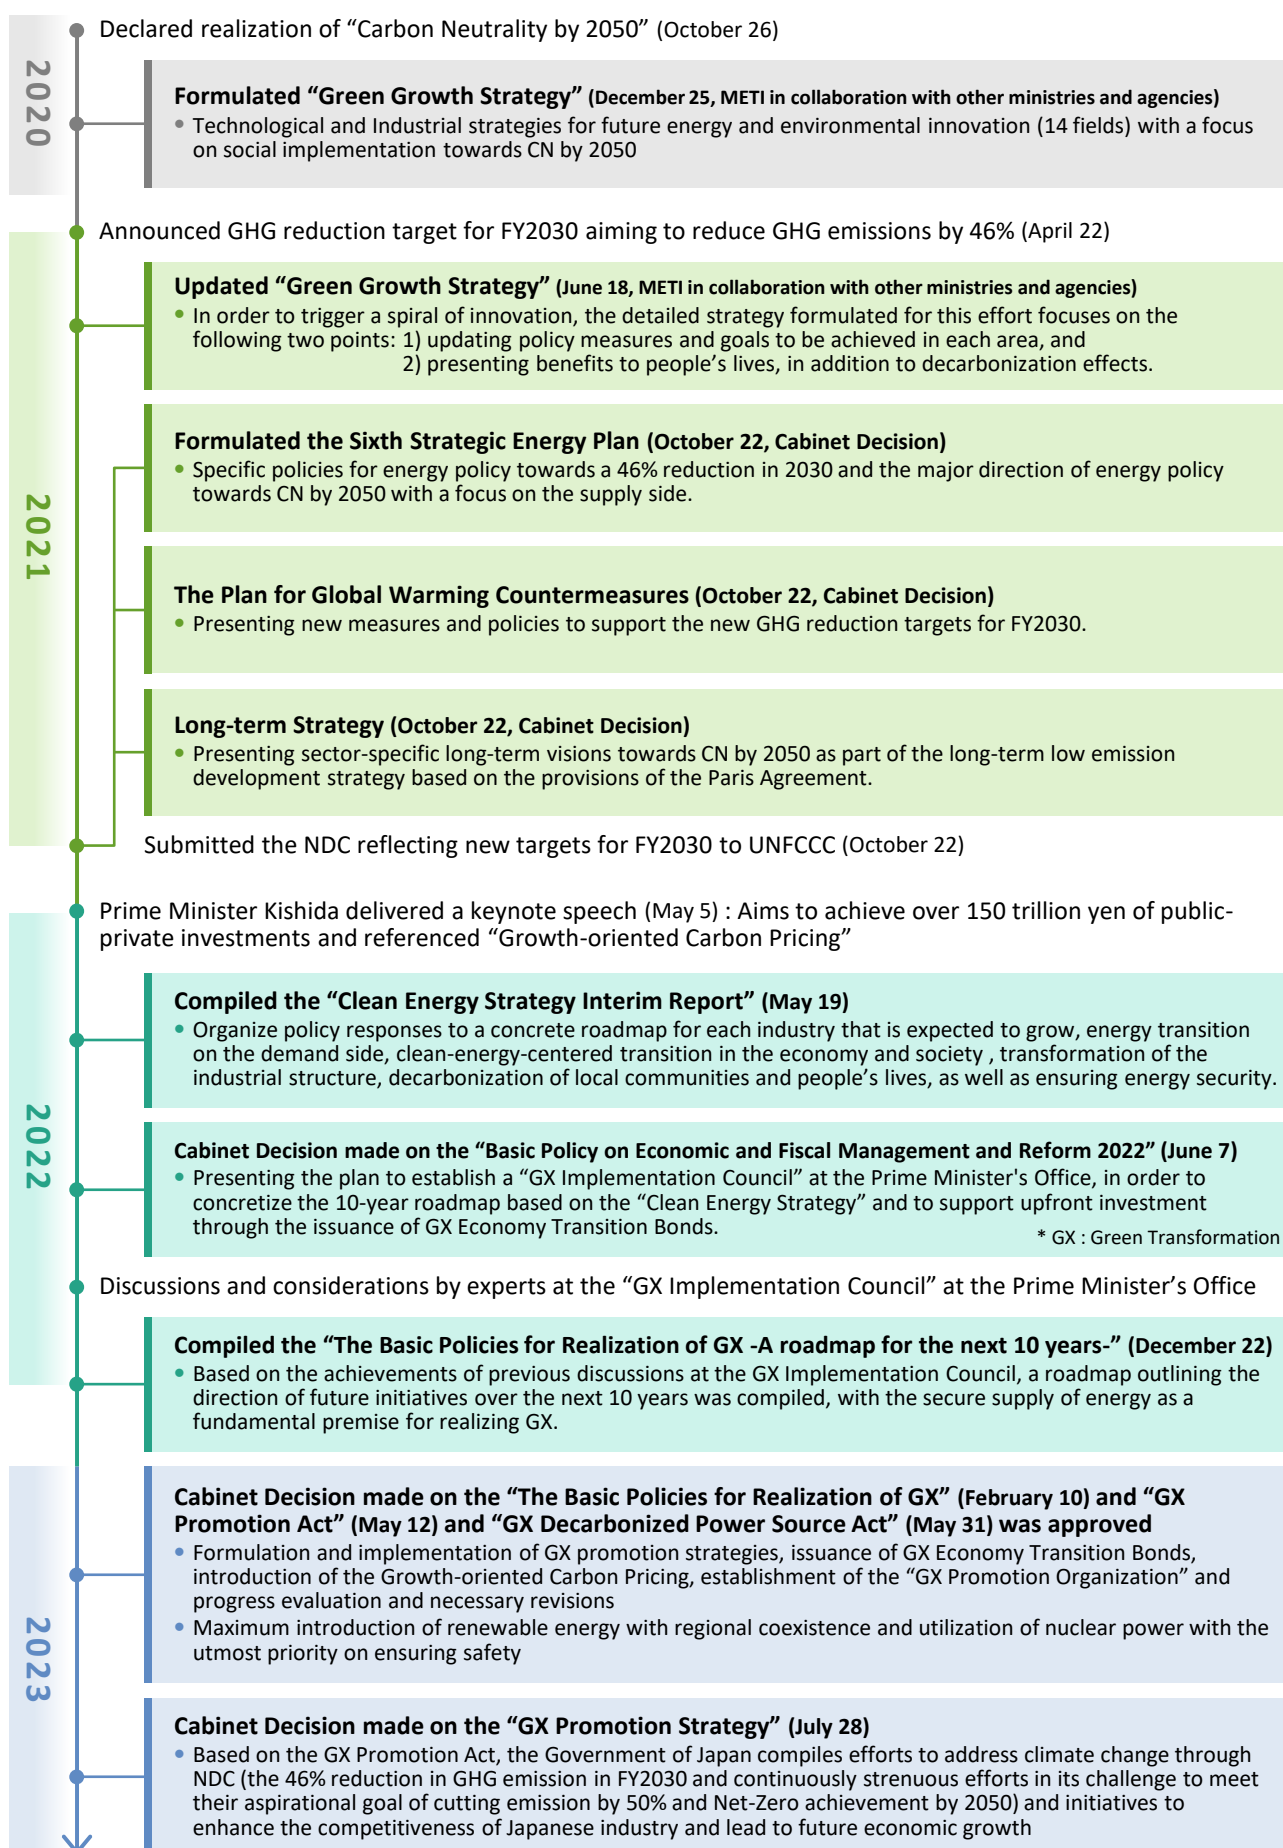 Declared realization of “Carbon Neutrality by 2050” (October 26)
2020
Formulated “Green Growth Strategy” (December 25, METI in collaboration with other ministries and agencies)
• Technological and Industrial strategies for future energy and environmental innovation (14 fields) with a focus
on social implementation towards CN by 2050
Announced GHG reduction target for FY2030 aiming to reduce GHG emissions by 46% (April 22)
2021
Updated “Green Growth Strategy” (June 18, METI in collaboration with other ministries and agencies)
• In order to trigger a spiral of innovation, the detailed strategy formulated for this effort focuses on the
following two points: 1) updating policy measures and goals to be achieved in each area, and
2) presenting benefits to people’s lives, in addition to decarbonization effects.
Formulated the Sixth Strategic Energy Plan (October 22, Cabinet Decision)
• Specific policies for energy policy towards a 46% reduction in 2030 and the major direction of energy policy
towards CN by 2050 with a focus on the supply side.
The Plan for Global Warming Countermeasures (October 22, Cabinet Decision)
• Presenting new measures and policies to support the new GHG reduction targets for FY2030.
Long-term Strategy (October 22, Cabinet Decision)
• Presenting sector-specific long-term visions towards CN by 2050 as part of the long-term low emission
development strategy based on the provisions of the Paris Agreement.
Submitted the NDC reflecting new targets for FY2030 to UNFCCC (October 22)
Prime Minister Kishida delivered a keynote speech (May 5) : Aims to achieve over 150 trillion yen of public-
private investments and referenced “Growth-oriented Carbon Pricing”
2022
Compiled the “Clean Energy Strategy Interim Report” (May 19)
• Organize policy responses to a concrete roadmap for each industry that is expected to grow, energy transition
on the demand side, clean-energy-centered transition in the economy and society , transformation of the
industrial structure, decarbonization of local communities and people’s lives, as well as ensuring energy security.
Cabinet Decision made on the “Basic Policy on Economic and Fiscal Management and Reform 2022” (June 7)
• Presenting the plan to establish a “GX Implementation Council” at the Prime Minister's Office, in order to
concretize the 10-year roadmap based on the “Clean Energy Strategy” and to support upfront investment
through the issuance of GX Economy Transition Bonds.
* GX : Green Transformation
Discussions and considerations by experts at the “GX Implementation Council” at the Prime Minister’s Office
Compiled the “The Basic Policies for Realization of GX -A roadmap for the next 10 years-” (December 22)
• Based on the achievements of previous discussions at the GX Implementation Council, a roadmap outlining the
direction of future initiatives over the next 10 years was compiled, with the secure supply of energy as a
fundamental premise for realizing GX.
2023
Cabinet Decision made on the “The Basic Policies for Realization of GX” (February 10) and “GX
Promotion Act” (May 12) and “GX Decarbonized Power Source Act” (May 31) was approved
• Formulation and implementation of GX promotion strategies, issuance of GX Economy Transition Bonds,
introduction of the Growth-oriented Carbon Pricing, establishment of the “GX Promotion Organization” and
progress evaluation and necessary revisions
• Maximum introduction of renewable energy with regional coexistence and utilization of nuclear power with the
utmost priority on ensuring safety
Cabinet Decision made on the “GX Promotion Strategy” (July 28)
• Based on the GX Promotion Act, the Government of Japan compiles efforts to address climate change through
NDC (the 46% reduction in GHG emission in FY2030 and continuously strenuous efforts in its challenge to meet
their aspirational goal of cutting emission by 50% and Net-Zero achievement by 2050) and initiatives to
enhance the competitiveness of Japanese industry and lead to future economic growth